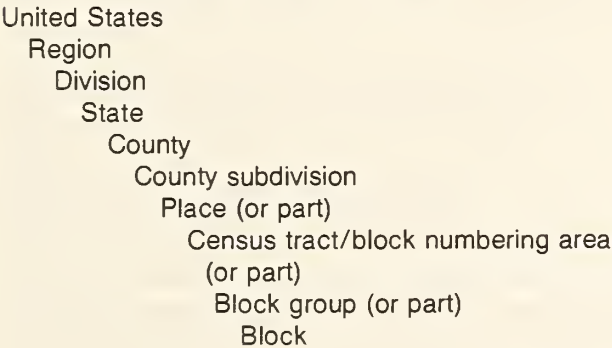 United States
Region
Division
State
County
County subdivision
Place (or part)
Census tract/block numbering area
(or part)
Block group (or part)
Block